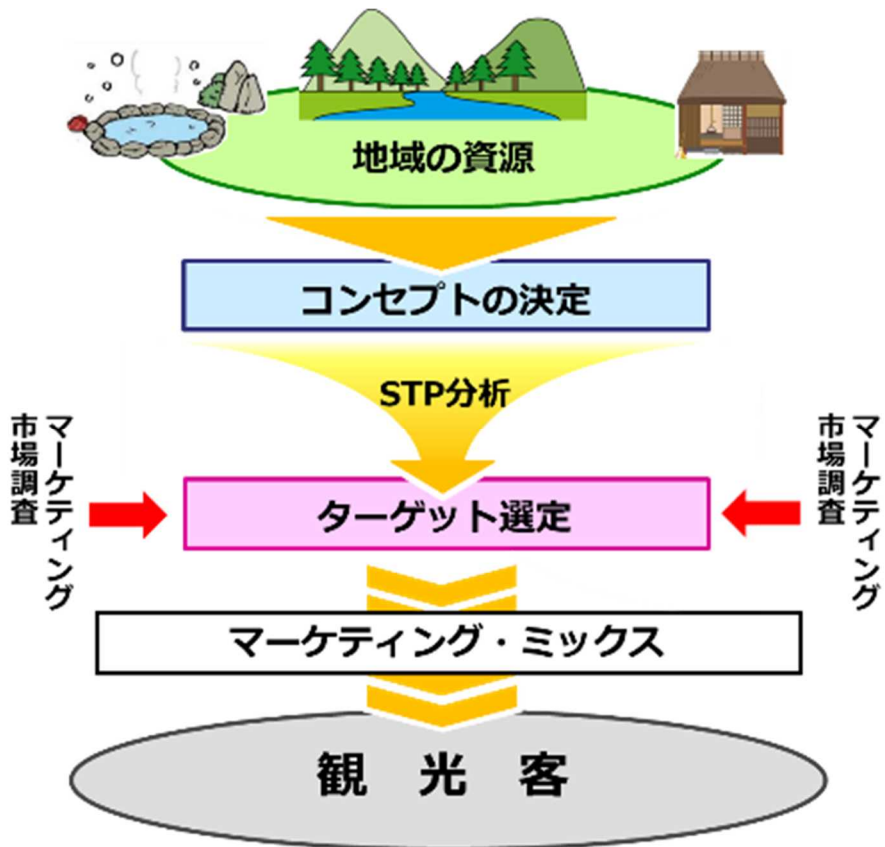 地域の資源
コンセプトの決定
STP分析
マーケティング
市場調査
マーケティング
市場調査
ターゲット選定
マーケティング・ミックス
観 光 客